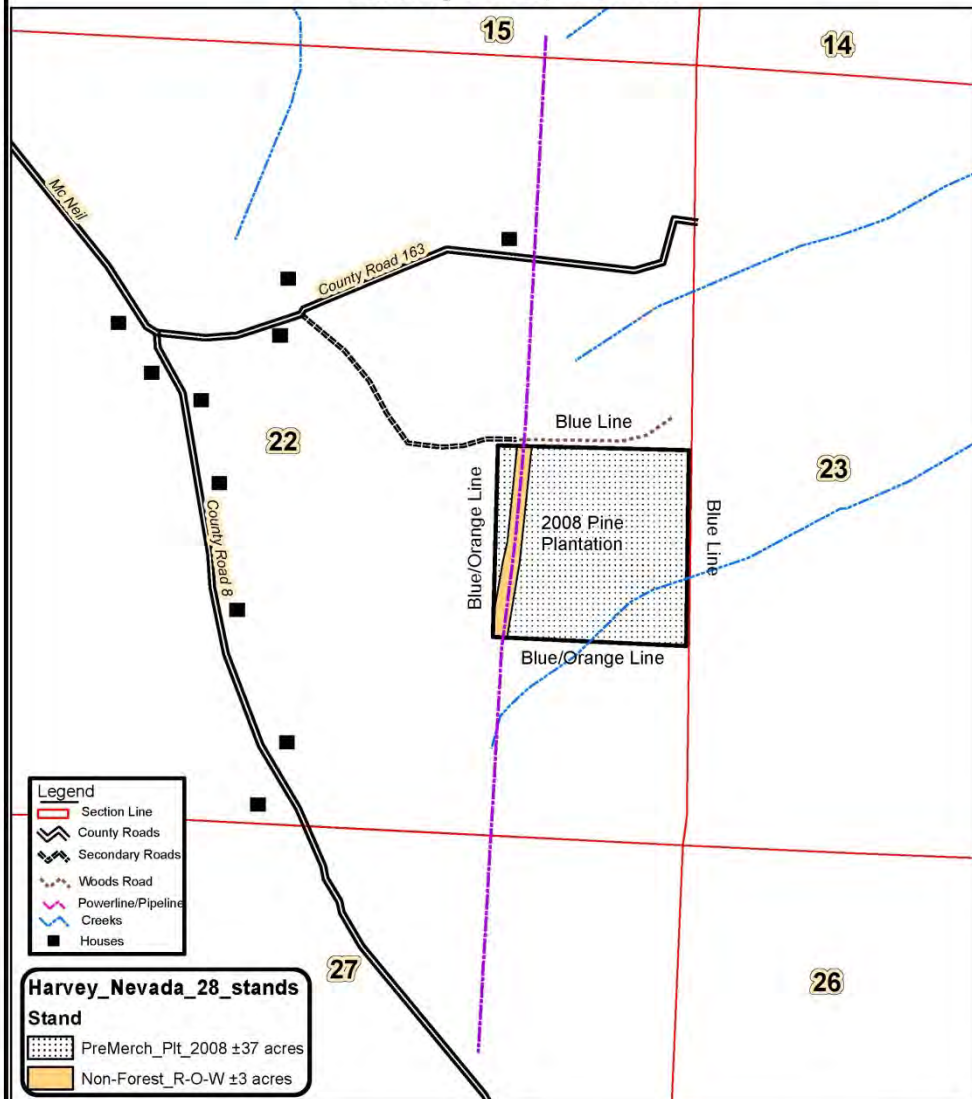 15
14
Mc Neil
County Road 163
Blue Line
22
23
Blue/Orange Line
2008 Pine
Plantation
Blue Line
County Road 8
Blue/Orange Line
Legend
Section Line
County Roads
Secondary Roads
Woods Road
Powerline/Pipeline
Creeks
Houses
27
26
Harvey_Nevada_28_stands
Stand
PreMerch_Plt_2008 ±37 acres
Non-Forest_R-O-W ±3 acres